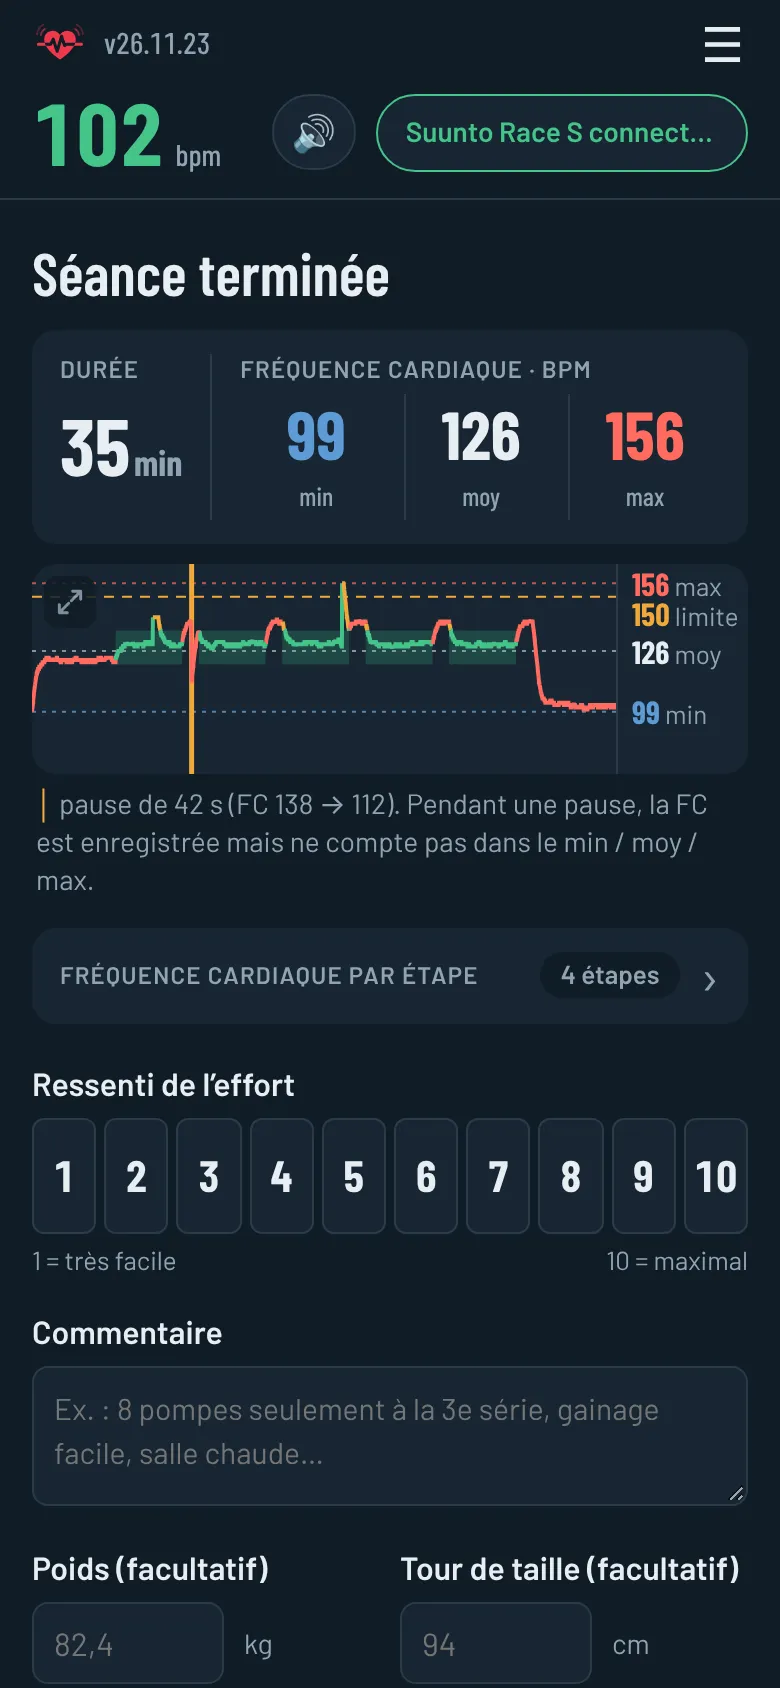 v26.11.23
102 bpm
Suunto Race S connect...
Séance terminée
DURÉE
35 min
FRÉQUENCE CARDIAQUE · BPM
99
min
126
moy
156
max
156 max
150 limite
126 moy
99 min
pause de 42 s (FC 138 → 112). Pendant une pause, la FC
est enregistrée mais ne compte pas dans le min / moy /
max.
FRÉQUENCE CARDIAQUE PAR ÉTAPE
4 étapes
Ressenti de l'effort
1 2 3 4 5 6 7 8 9 10
1 = très facile
10 = maximal
Commentaire
Ex. : 8 pompes seulement à la 3e série, gainage
facile, salle chaude...
Poids (facultatif)
82,4 kg
Tour de taille (facultatif)
94 cm